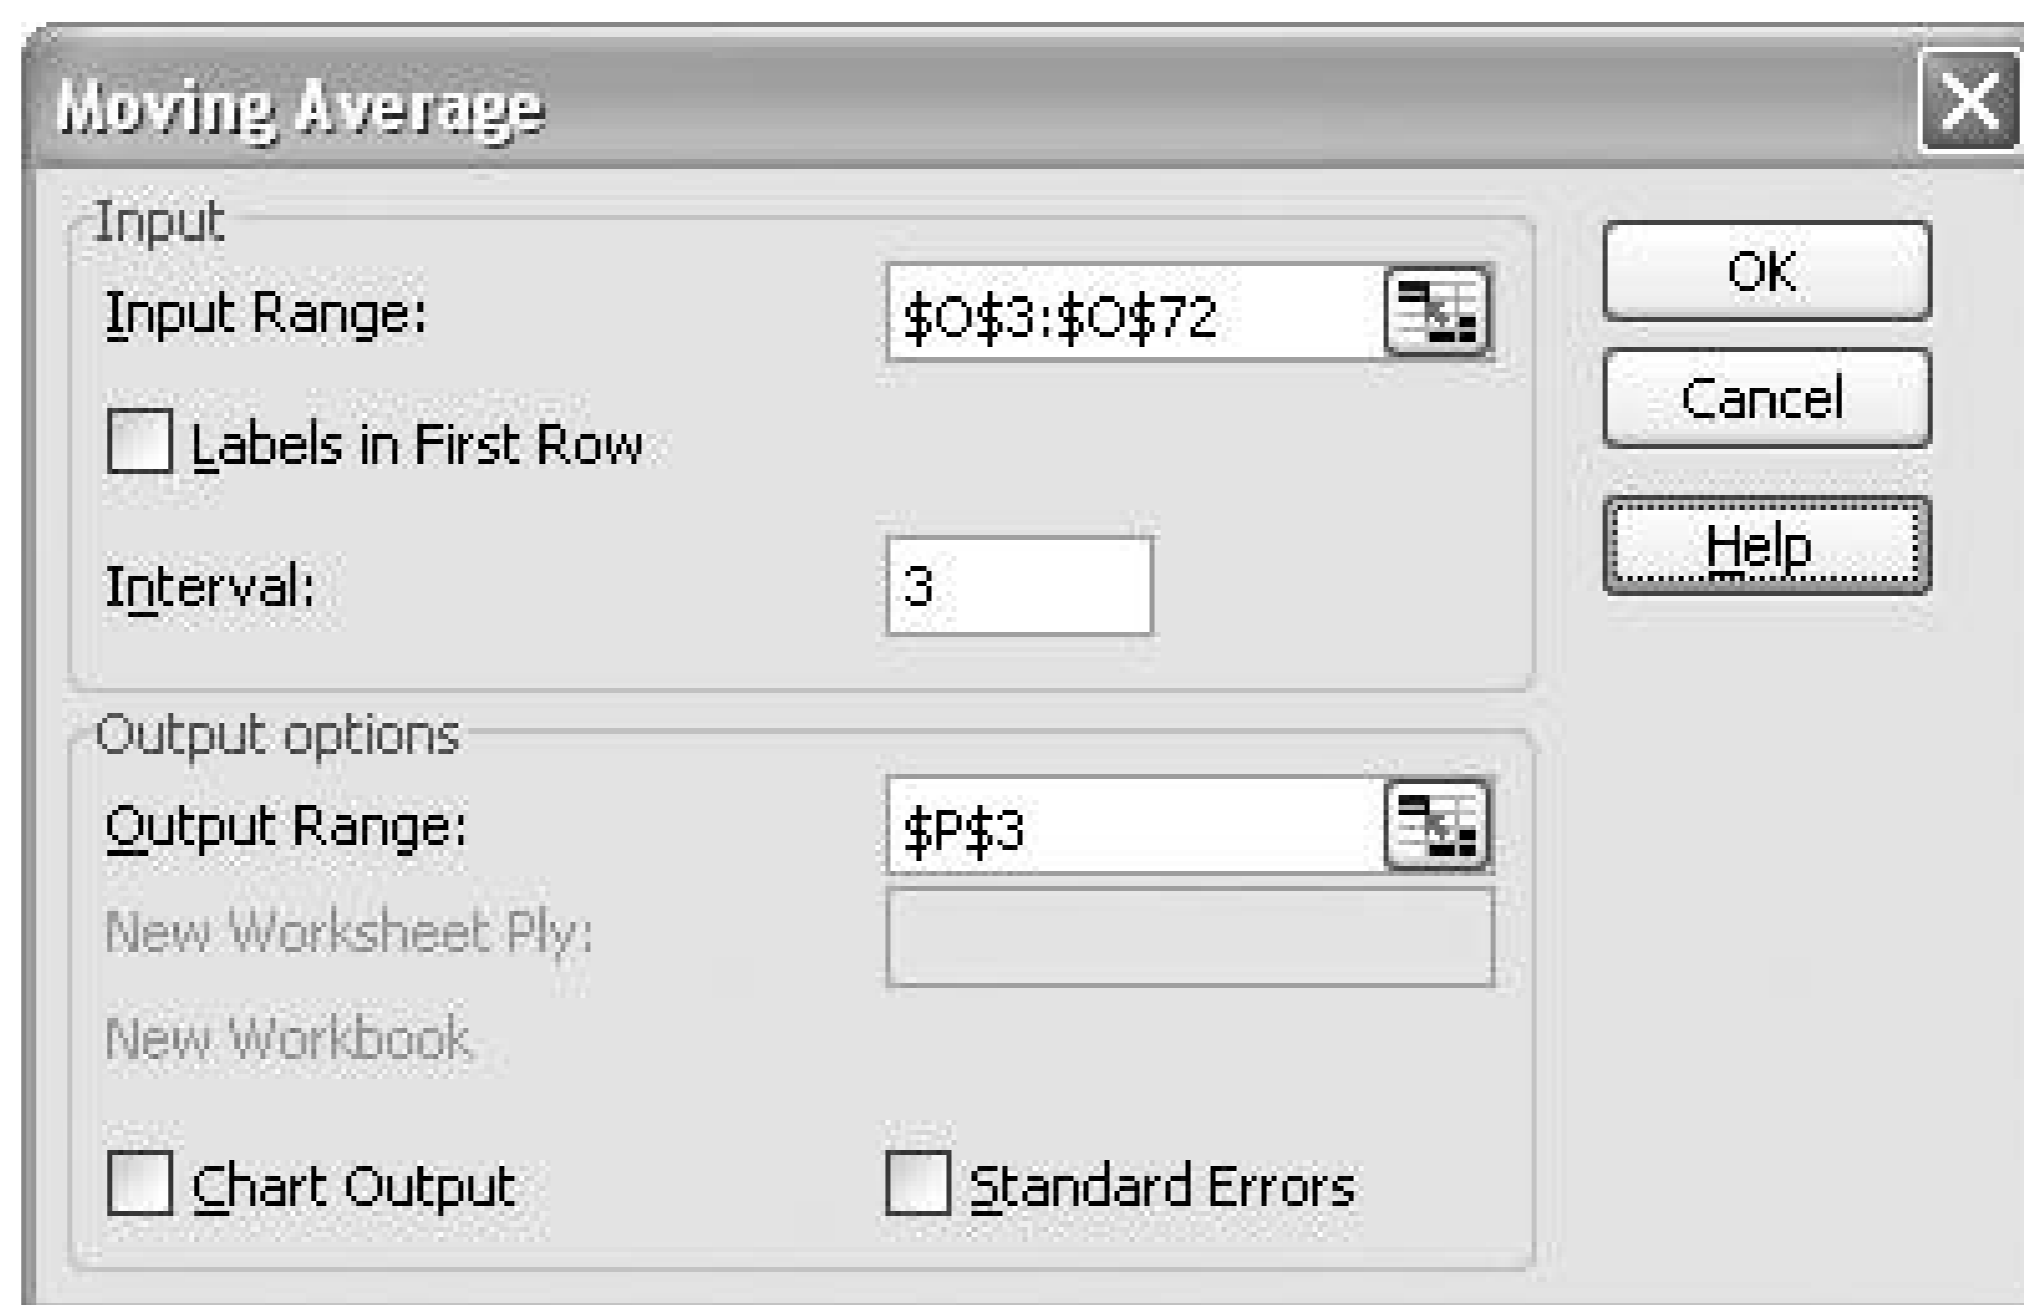 Moving Average
Input
Input Range: $O$3:$O$72
Labels in First Row
Interval: 3
OK
Cancel
Help
Output options
Output Range: $P$3
New Worksheet Ply:
New Workbook
Chart Output Standard Errors